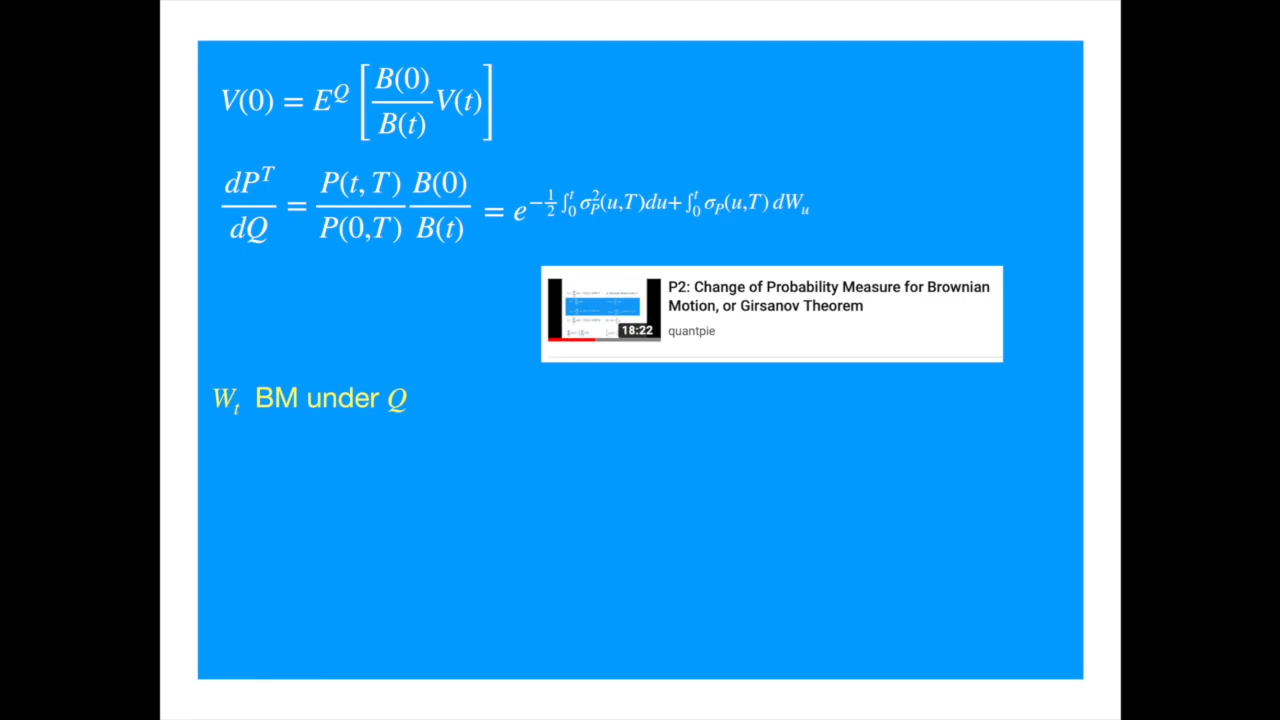 V(0) = E^Q [ B(0) / B(t) V(t) ]
dP^T / dQ = P(t, T) / P(0,T) B(0) / B(t) = e^{−1/2 ∫_0^t σ_P^2(u,T)du+ ∫_0^t σ_P(u,T) dW_u}
P2: Change of Probability Measure for Brownian
Motion, or Girsanov Theorem
18:22
quantpie
W_t BM under Q